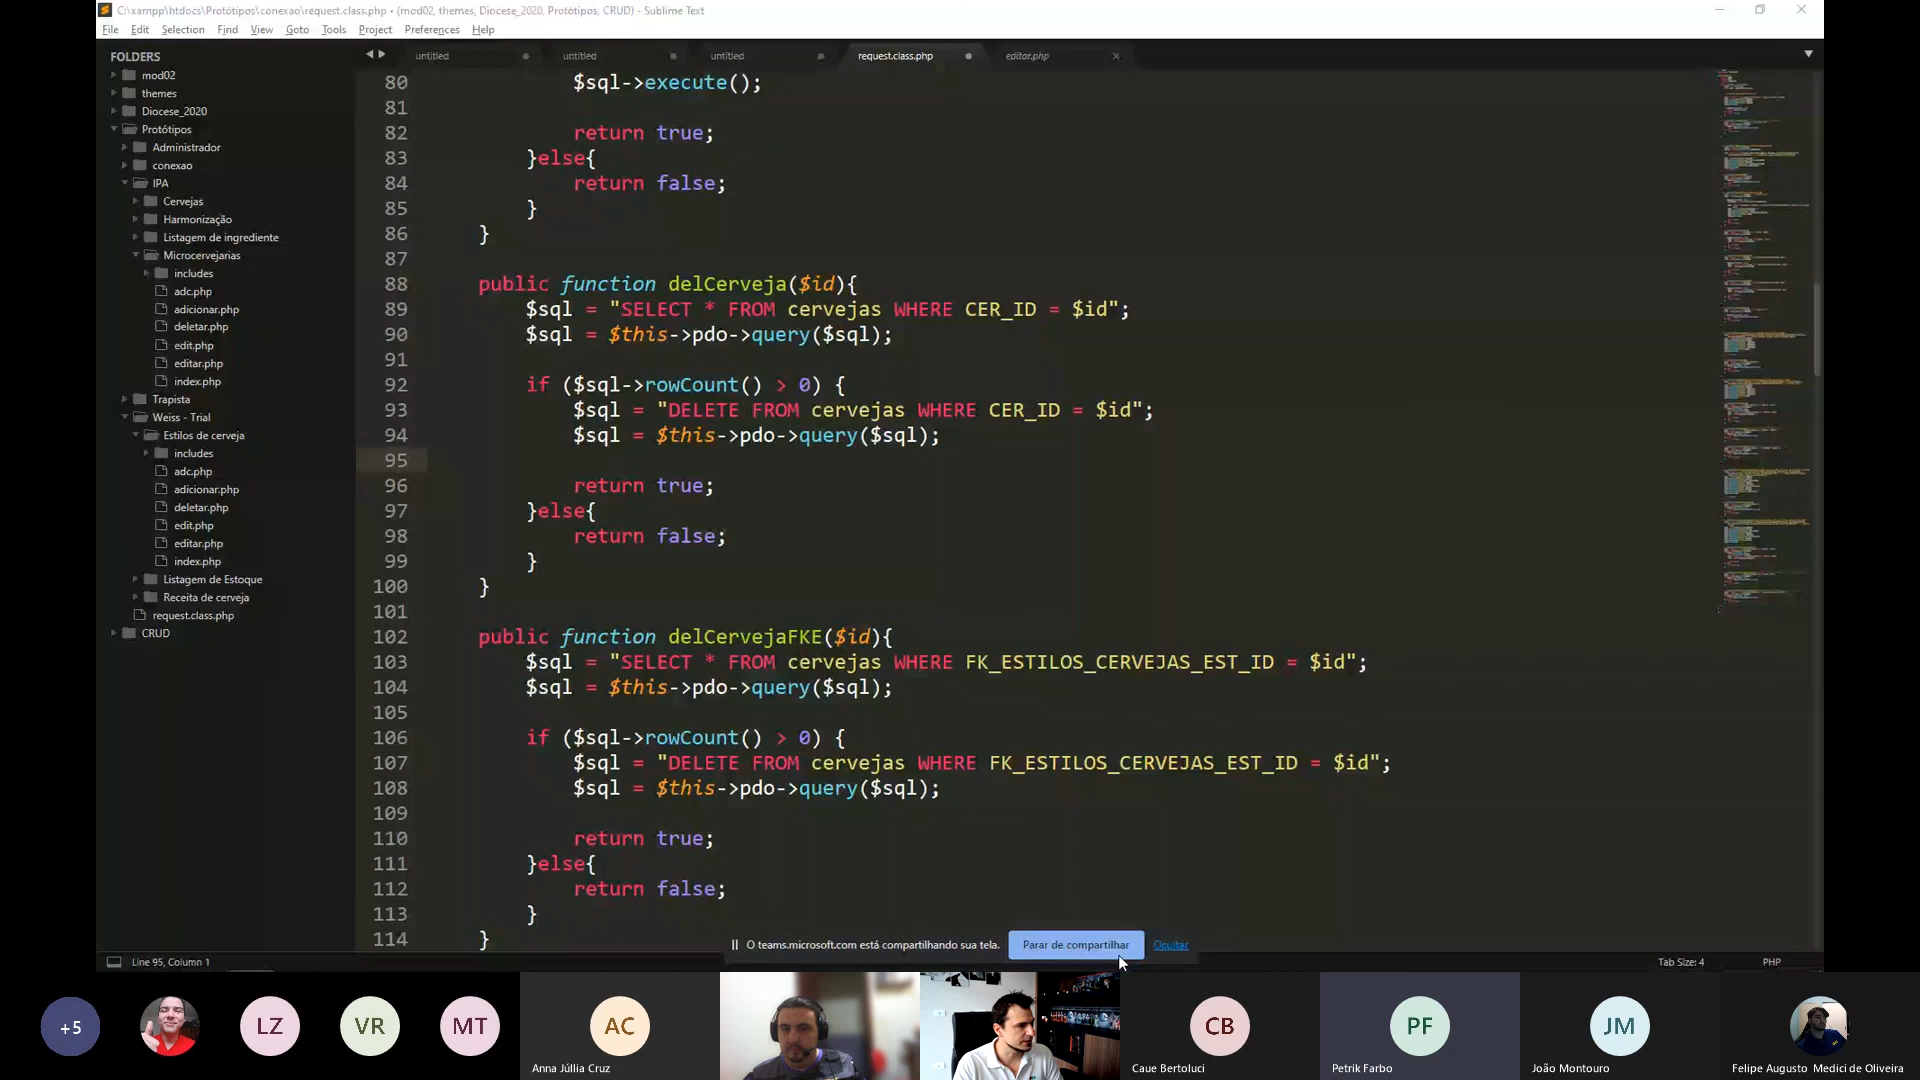 C:\xampp\htdocs\Protótipos\conexao\request.class.php • (mod02, themes, Diocese_2020, Protótipos, CRUD) - Sublime Text
File Edit Selection Find View Goto Tools Project Preferences Help
FOLDERS
mod02
themes
Diocese_2020
Protótipos
Administrador
conexao
IPA
Cervejas
Harmonização
Listagem de ingrediente
Microcervejarias
includes
adc.php
adicionar.php
deletar.php
edit.php
editar.php
index.php
Trapista
Weiss - Trial
Estilos de cerveja
includes
adc.php
adicionar.php
deletar.php
edit.php
editar.php
index.php
Listagem de Estoque
Receita de cerveja
request.class.php
CRUD
untitled untitled untitled request.class.php editar.php
80 $sql->execute();
81
82 return true;
83 }else{
84 return false;
85 }
86 }
87
88 public function delCerveja($id){
89 $sql = "SELECT * FROM cervejas WHERE CER_ID = $id";
90 $sql = $this->pdo->query($sql);
91
92 if ($sql->rowCount() > 0) {
93 $sql = "DELETE FROM cervejas WHERE CER_ID = $id";
94 $sql = $this->pdo->query($sql);
95
96 return true;
97 }else{
98 return false;
99 }
100 }
101
102 public function delCervejaFKE($id){
103 $sql = "SELECT * FROM cervejas WHERE FK_ESTILOS_CERVEJAS_EST_ID = $id";
104 $sql = $this->pdo->query($sql);
105
106 if ($sql->rowCount() > 0) {
107 $sql = "DELETE FROM cervejas WHERE FK_ESTILOS_CERVEJAS_EST_ID = $id";
108 $sql = $this->pdo->query($sql);
109
110 return true;
111 }else{
112 return false;
113 }
114 }
O teams.microsoft.com está compartilhando sua tela. Parar de compartilhar Ocultar
Line 95, Column 1 Tab Size: 4 PHP
+5 LZ VR MT AC CB PF JM
Anna Júllia Cruz Caue Bertoluci Petrik Farbo João Montouro Felipe Augusto Medici de Oliveira